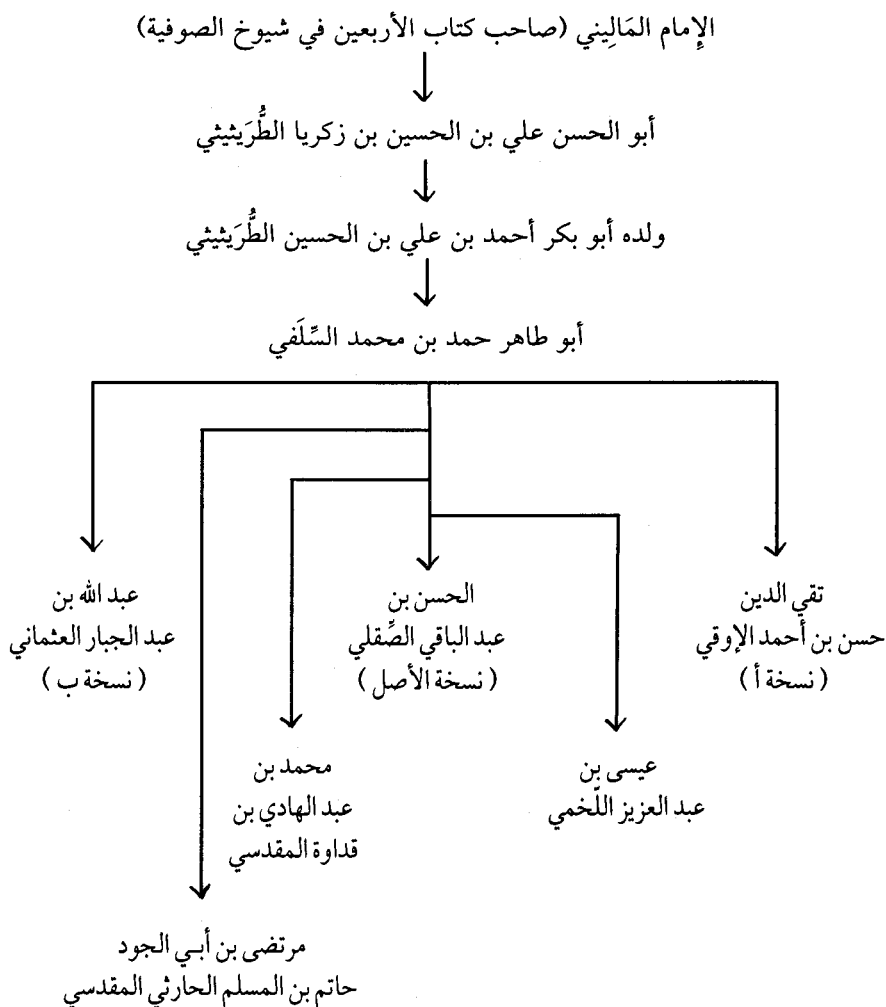 الإمام المَالِيني (صاحب كتاب الأربعين في شيوخ الصوفية)
أبو الحسن علي بن الحسين بن زكريا الطُّرَيثيثي
ولده أبو بكر أحمد بن علي بن الحسين الطُّرَيثيثي
أبو طاهر حمد بن محمد السِّلَفي
تقي الدين
حسن بن أحمد الإوقي
(نسخة أ)
الحسن بن
عبد الباقي الصِّقلي
(نسخة الأصل)
عبد الله بن
عبد الجبار العثماني
(نسخة ب)
عيسى بن
عبد العزيز اللّخمي
محمد بن
عبد الهادي بن
قداوة المقدسي
مرتضى بن أبي الجود
حاتم بن المسلم الحارثي المقدسي